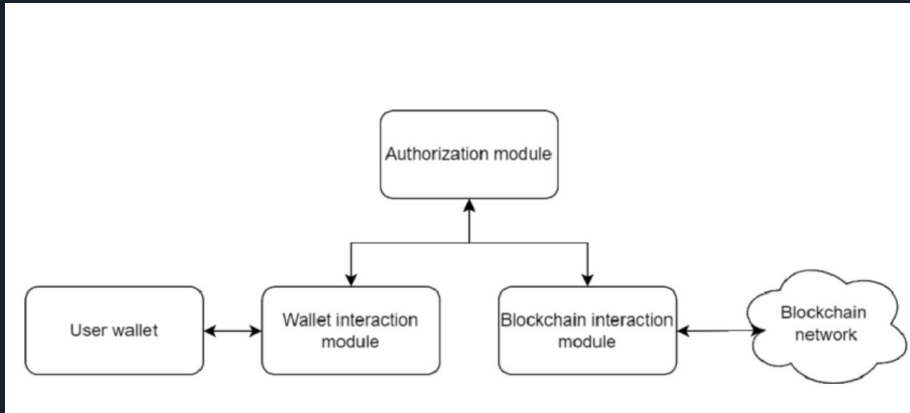 Authorization module
User wallet
Wallet interaction
module
Blockchain interaction
module
Blockchain
network